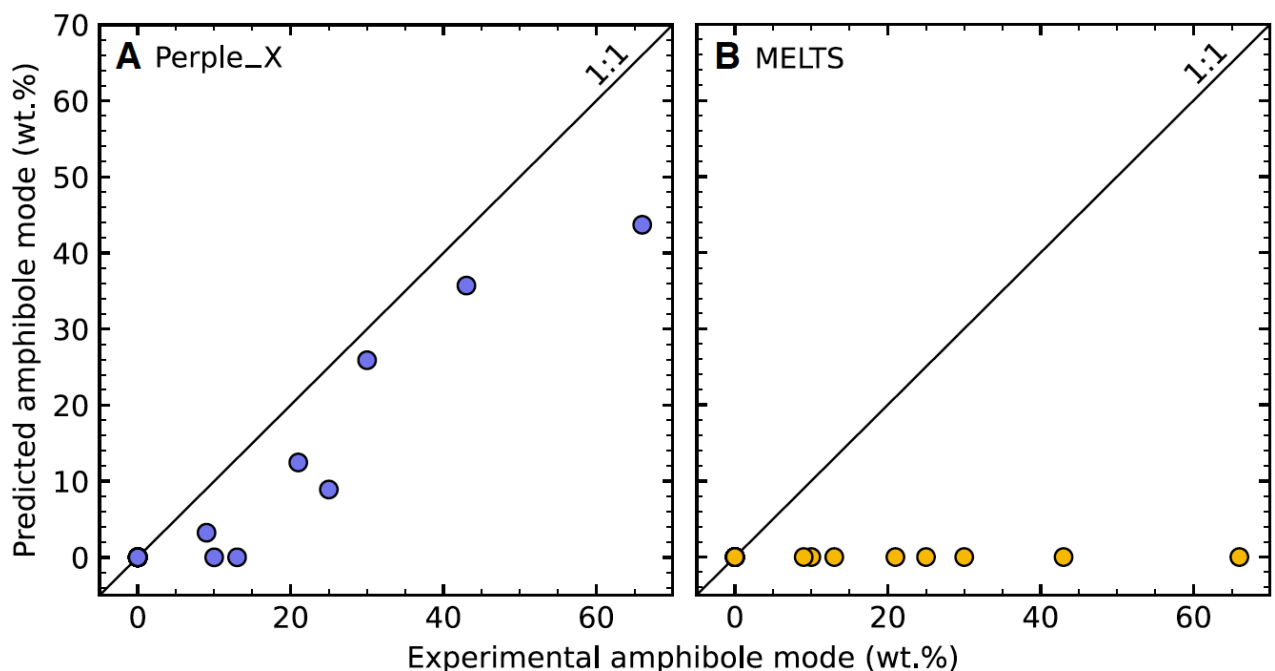 A Perple_X
1:1
B MELTS
1:1
Predicted amphibole mode (wt.%)
70
60
50
40
30
20
10
0
0 20 40 60
0 20 40 60
Experimental amphibole mode (wt.%)